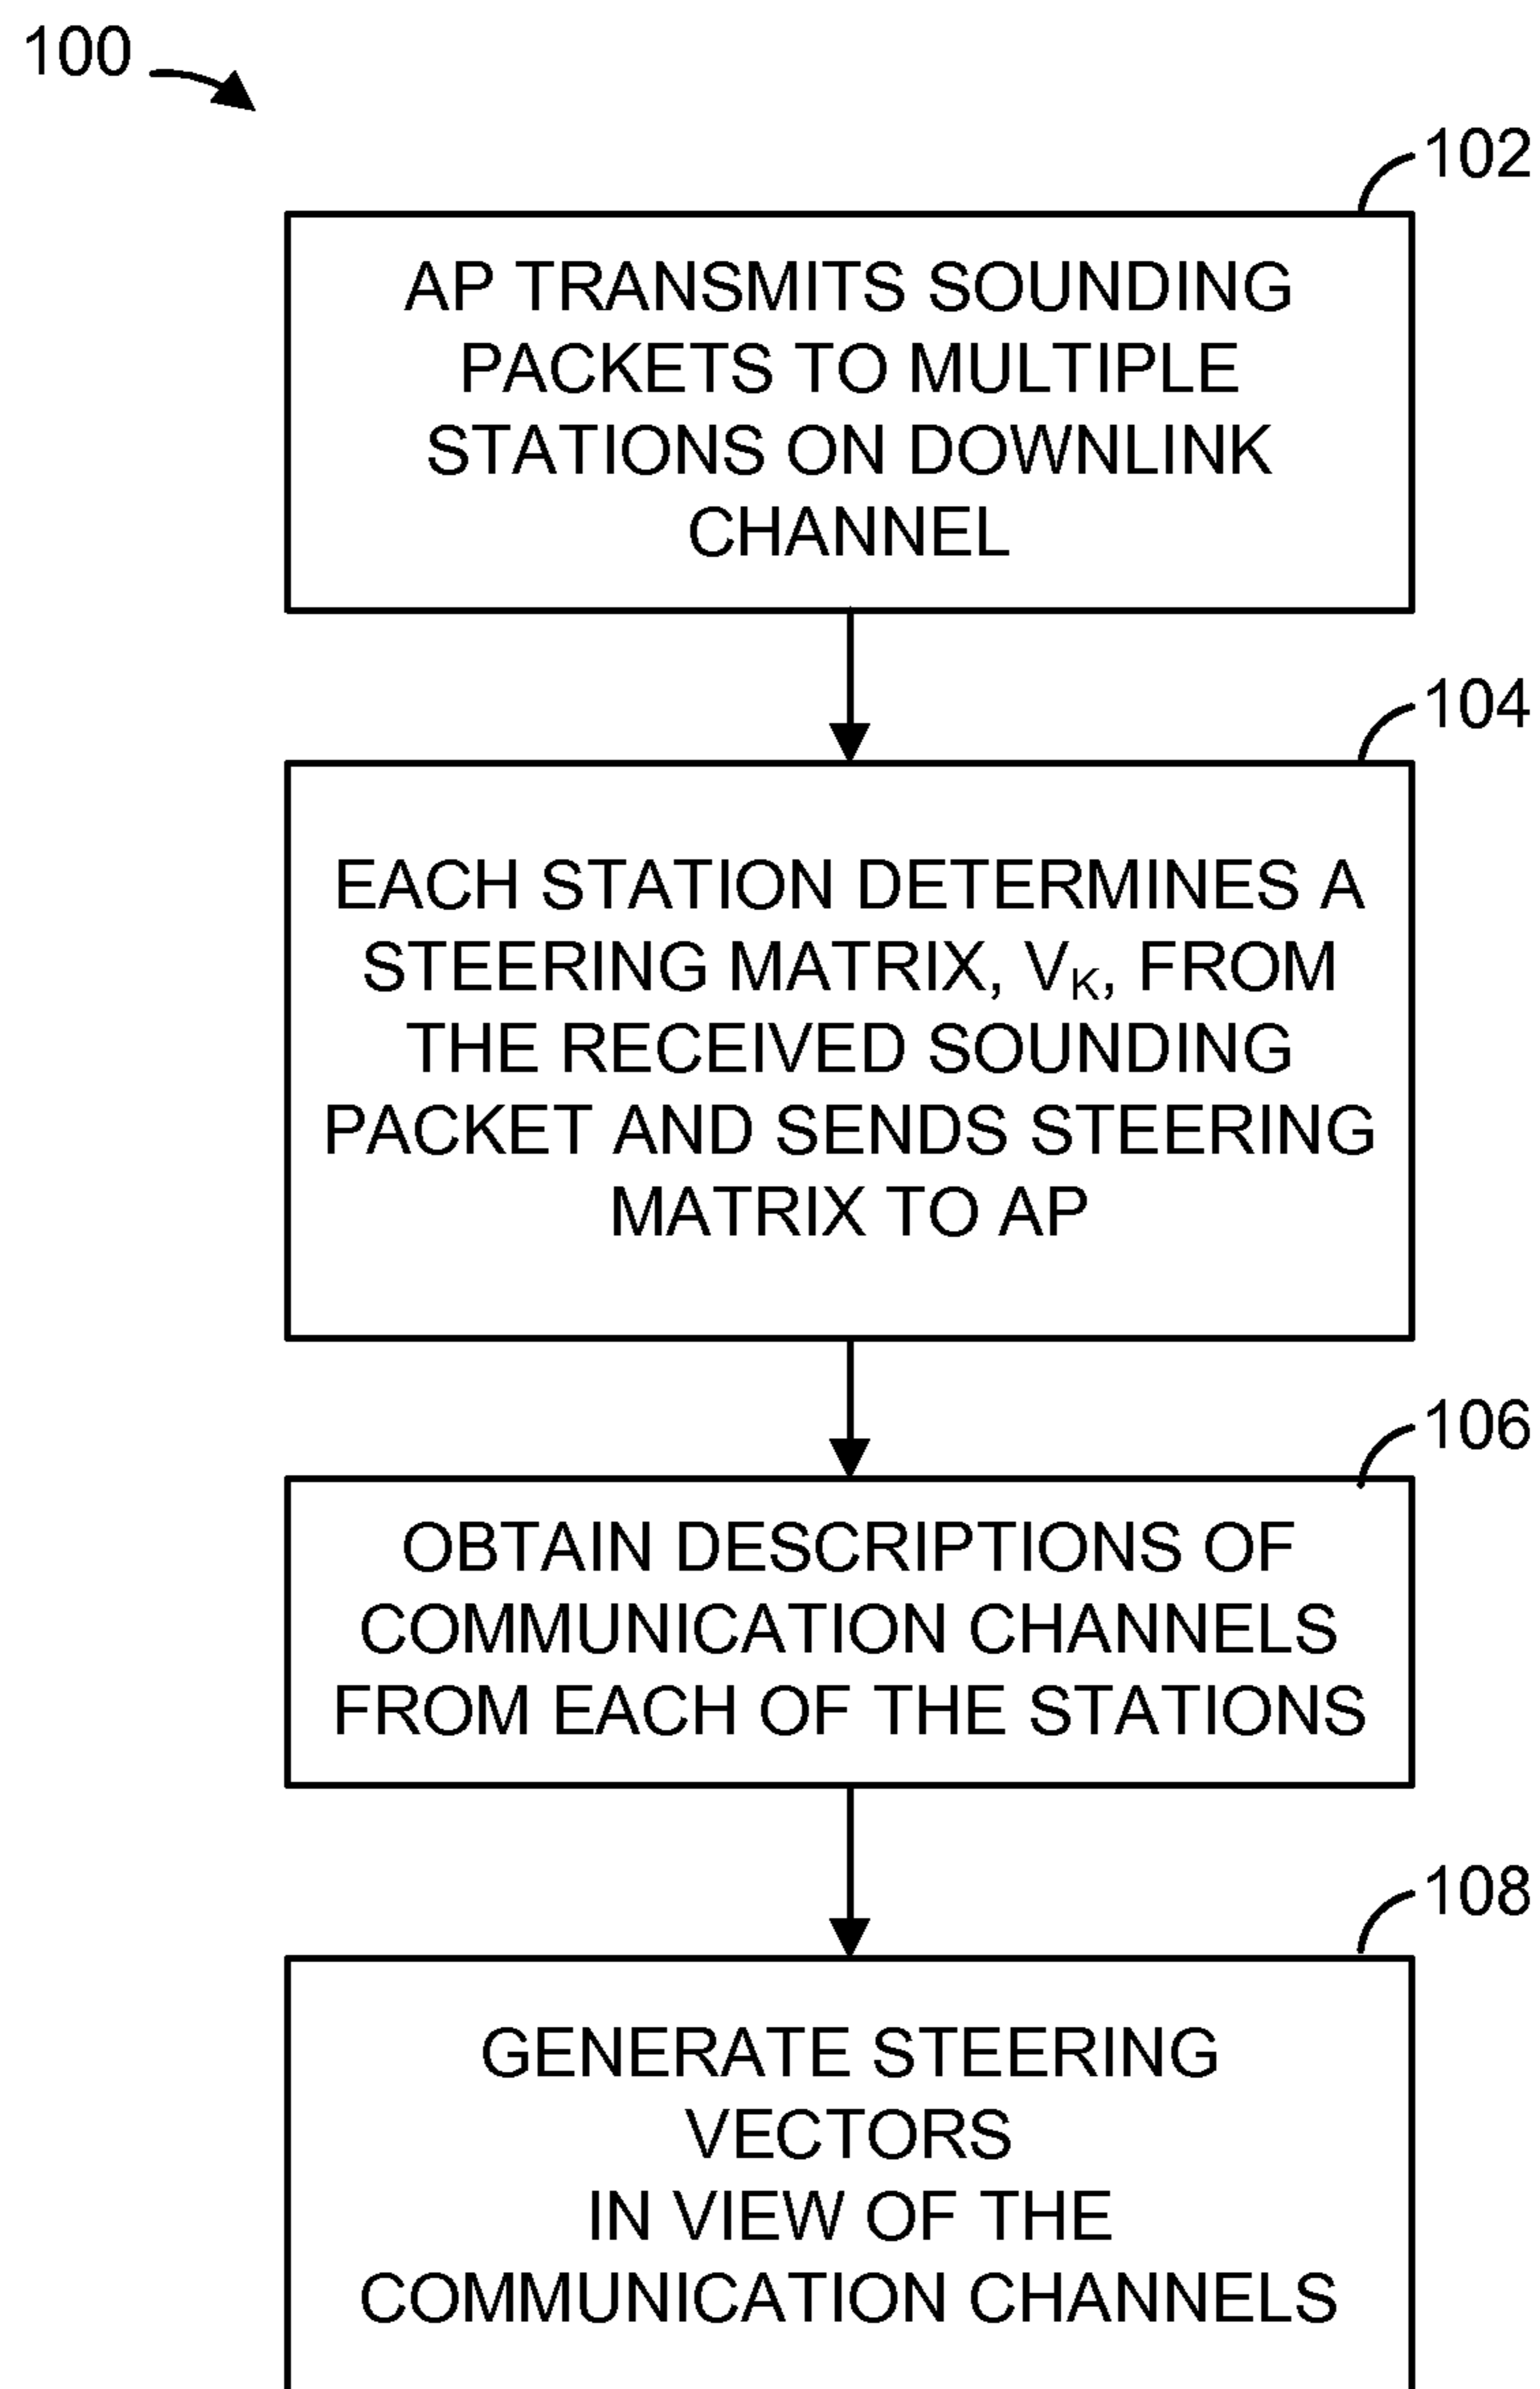 100
102
AP TRANSMITS SOUNDING
PACKETS TO MULTIPLE
STATIONS ON DOWNLINK
CHANNEL
104
EACH STATION DETERMINES A
STEERING MATRIX, VK, FROM
THE RECEIVED SOUNDING
PACKET AND SENDS STEERING
MATRIX TO AP
106
OBTAIN DESCRIPTIONS OF
COMMUNICATION CHANNELS
FROM EACH OF THE STATIONS
108
GENERATE STEERING
VECTORS
IN VIEW OF THE
COMMUNICATION CHANNELS